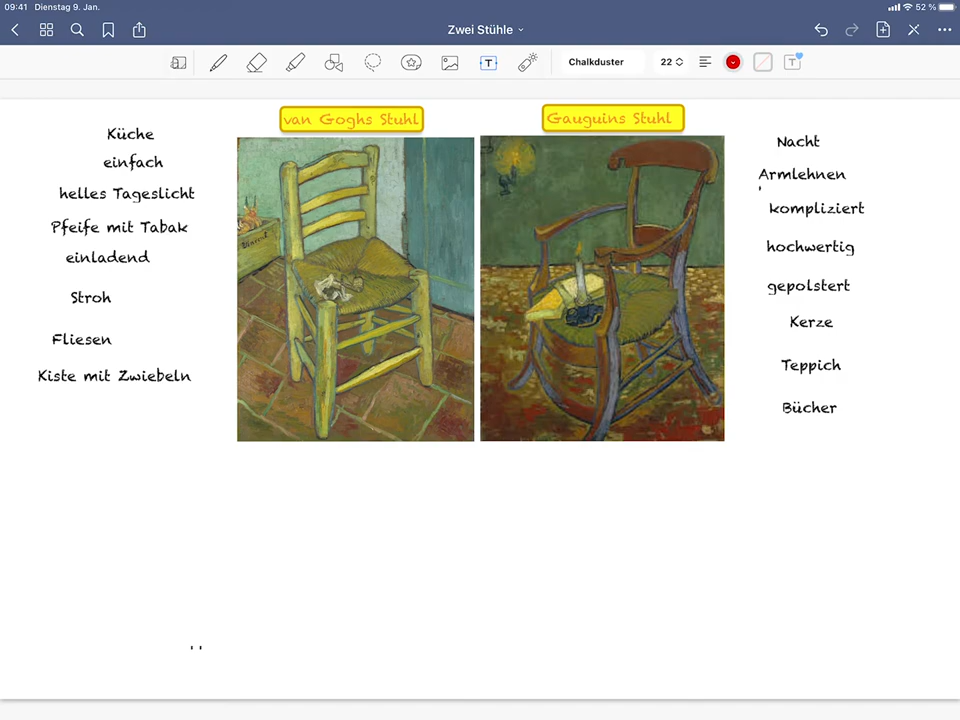 09:41 Dienstag 9. Jan.
52 %
Zwei Stühle
Chalkduster
22
van Goghs Stuhl
Gauguins Stuhl
Küche
einfach
helles Tageslicht
Pfeife mit Tabak
einladend
Stroh
Fliesen
Kiste mit Zwiebeln
Vincent
Nacht
Armlehnen
kompliziert
hochwertig
gepolstert
Kerze
Teppich
Bücher